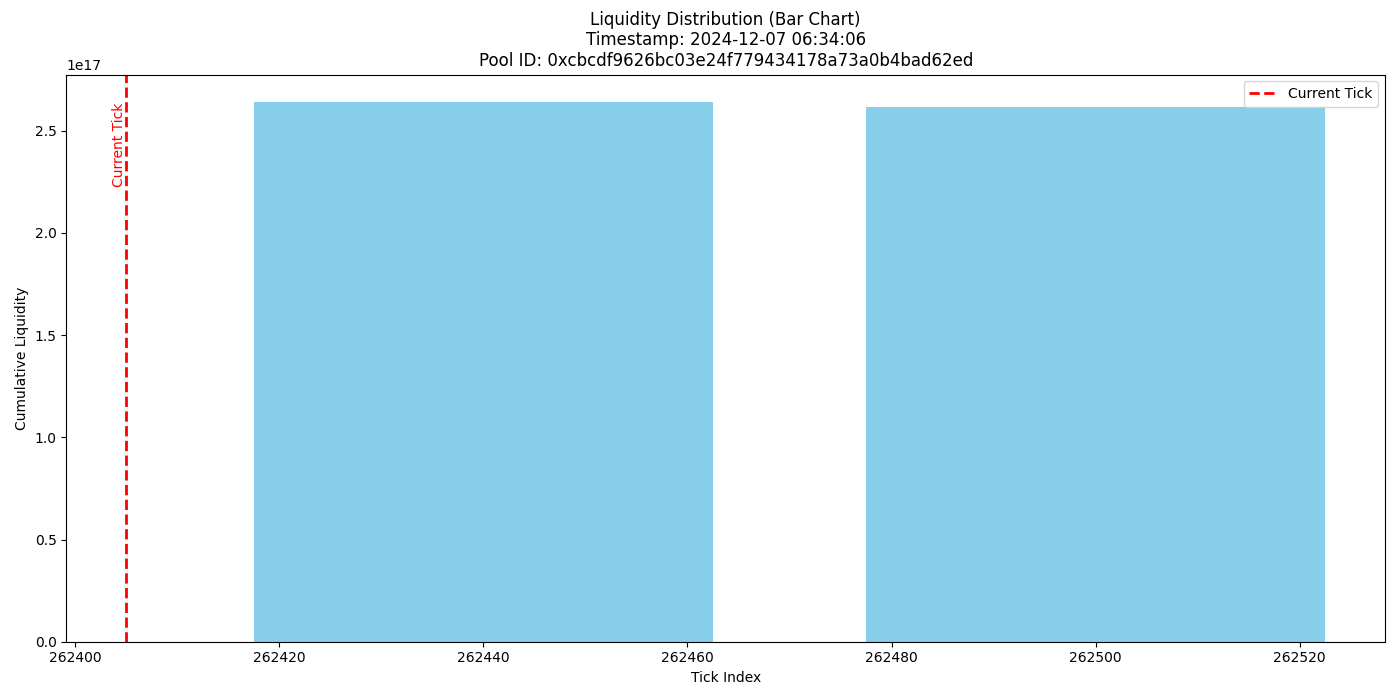 Liquidity Distribution (Bar Chart)
Timestamp: 2024-12-07 06:34:06
Pool ID: 0xcbcdf9626bc03e24f779434178a73a0b4bad62ed
1e17
Current Tick
Current Tick
2.5
2.0
1.5
1.0
0.5
0.0
Cumulative Liquidity
262400
262420
262440
262460
262480
262500
262520
Tick Index